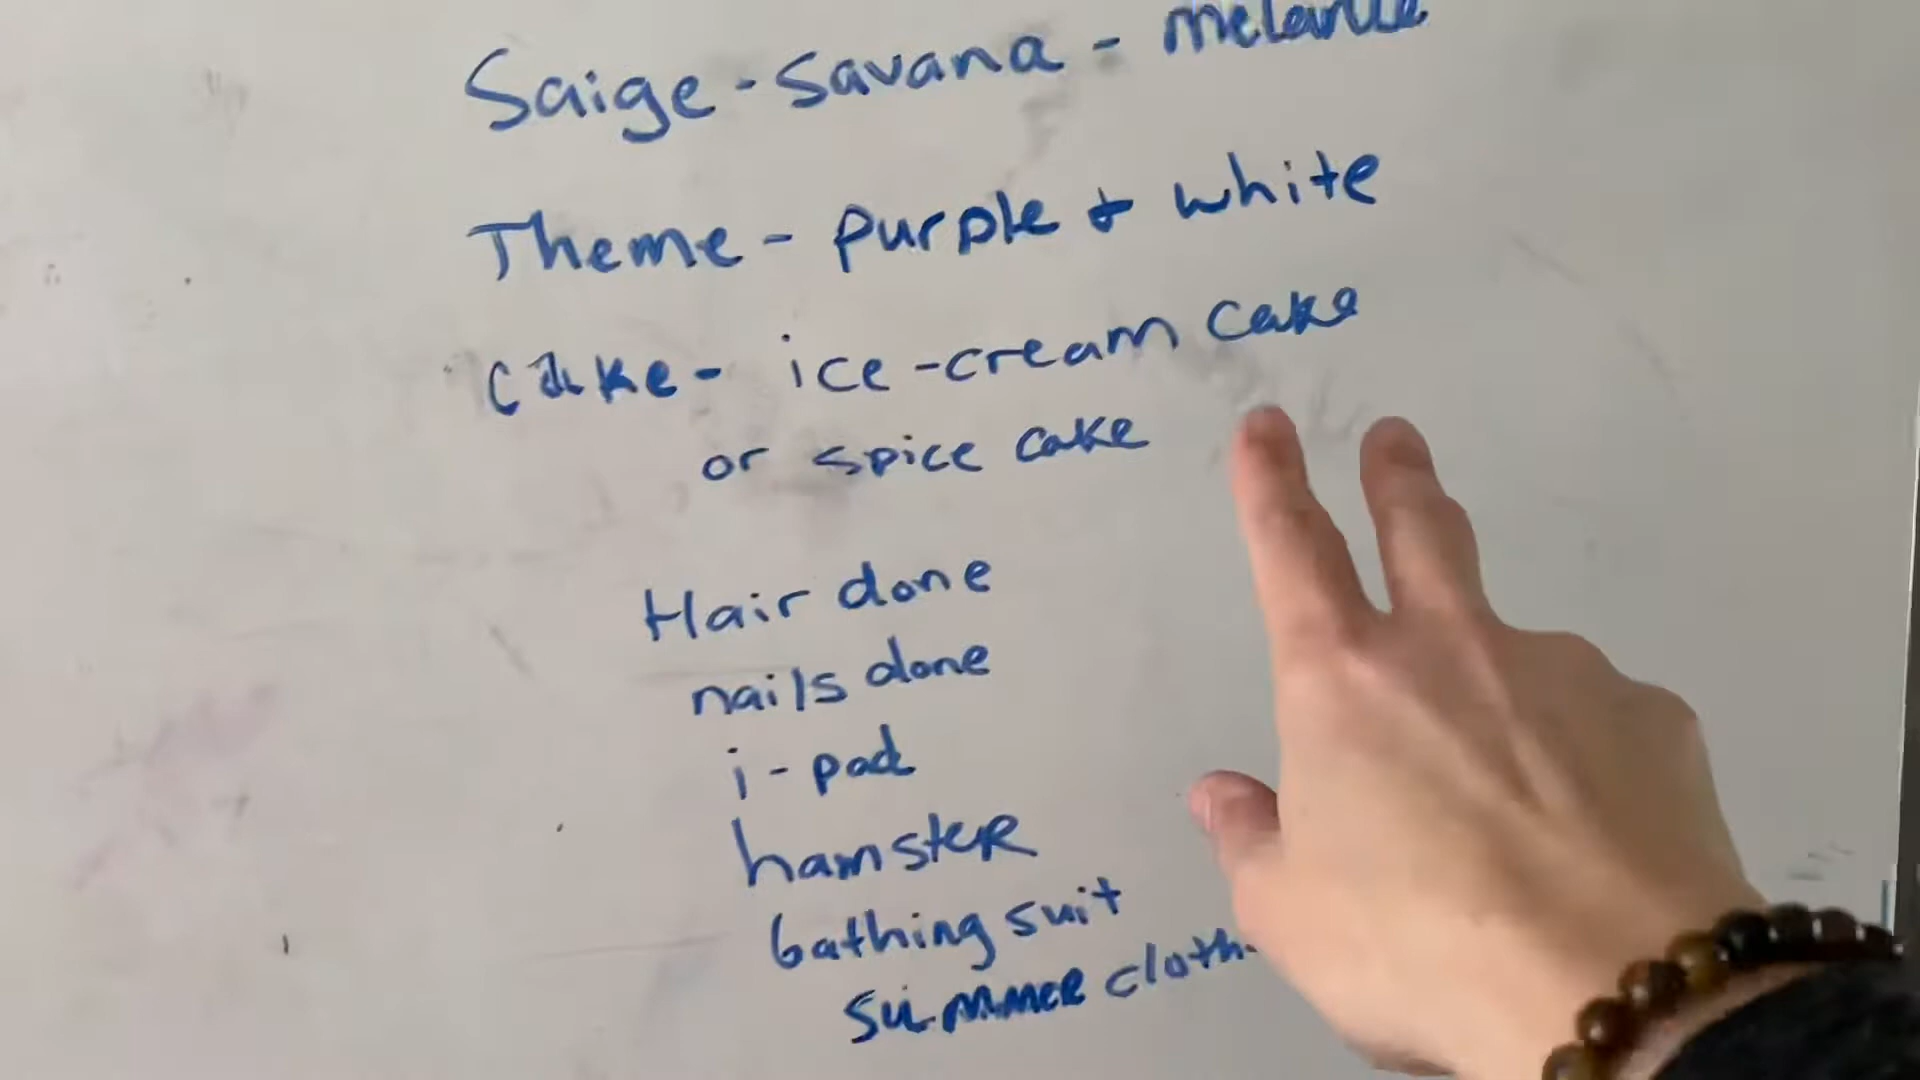 Saige - Savana - melanie
Theme - purple + white
cake - ice-cream cake
or spice cake
Hair done
nails done
i-pad
hamster
bathing suit
summer